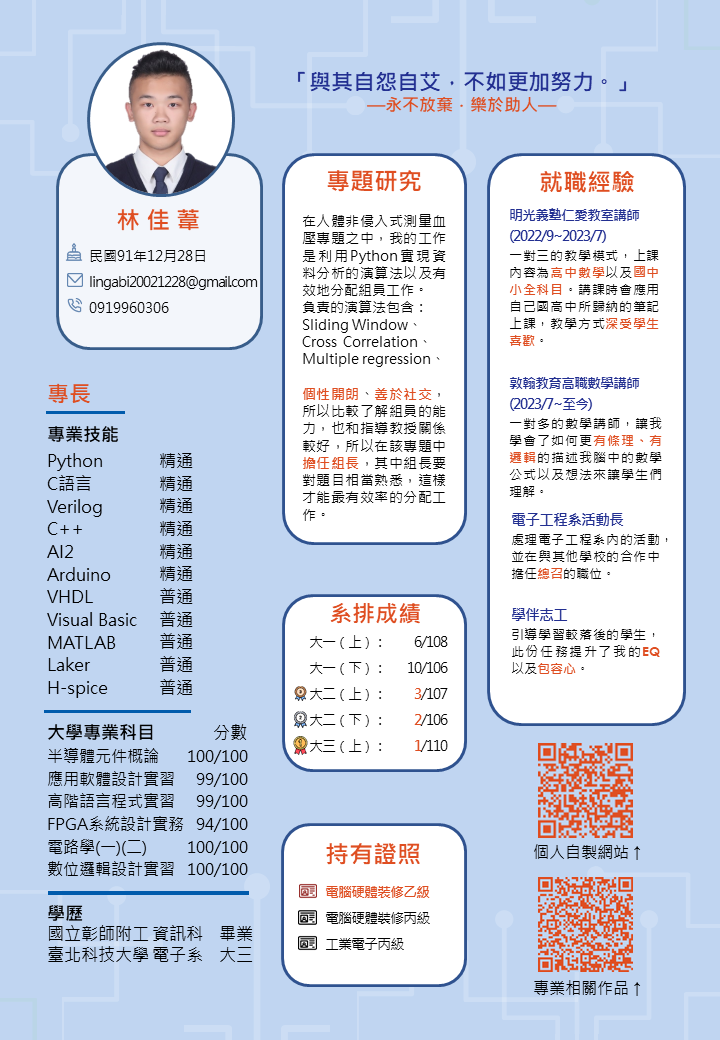 「與其自怨自艾，不如更加努力。」
—永不放棄．樂於助人—
林佳葦
民國91年12月28日
lingabi20021228@gmail.com
0919960306
專長
專業技能
Python 精通
C語言 精通
Verilog 精通
C++ 精通
AI2 精通
Arduino 精通
VHDL 普通
Visual Basic 普通
MATLAB 普通
Laker 普通
H-spice 普通
大學專業科目 分數
半導體元件概論 100/100
應用軟體設計實習 99/100
高階語言程式實習 99/100
FPGA系統設計實務 94/100
電路學(一)(二) 100/100
數位邏輯設計實習 100/100
學歷
國立彰師附工 資訊科 畢業
臺北科技大學 電子系 大三
專題研究
在人體非侵入式測量血
壓專題之中，我的工作
是利用Python實現資
料分析的演算法以及有
效地分配組員工作。
負責的演算法包含：
Sliding Window、
Cross Correlation、
Multiple regression、
個性開朗、善於社交，
所以比較了解組員的能
力，也和指導教授關係
較好，所以在該專題中
擔任組長，其中組長要
對題目相當熟悉，這樣
才能最有效率的分配工
作。
系排成績
大一（上）： 6/108
大一（下）： 10/106
大二（上）： 3/107
大二（下）： 2/106
大三（上）： 1/110
持有證照
電腦硬體裝修乙級
電腦硬體裝修丙級
工業電子丙級
就職經驗
明光義塾仁愛教室講師
(2022/9~2023/7)
一對三的教學模式，上課
內容為高中數學以及國中
小全科目。講課時會應用
自己國高中所歸納的筆記
上課，教學方式深受學生
喜歡。
敦翰教育高職數學講師
(2023/7~至今)
一對多的數學講師，讓我
學會了如何更有條理、有
邏輯的描述我腦中的數學
公式以及想法來讓學生們
理解。
電子工程系活動長
處理電子工程系內的活動，
並在與其他學校的合作中
擔任總召的職位。
學伴志工
引導學習較落後的學生，
此份任務提升了我的EQ
以及包容心。
個人自製網站↑
專業相關作品↑